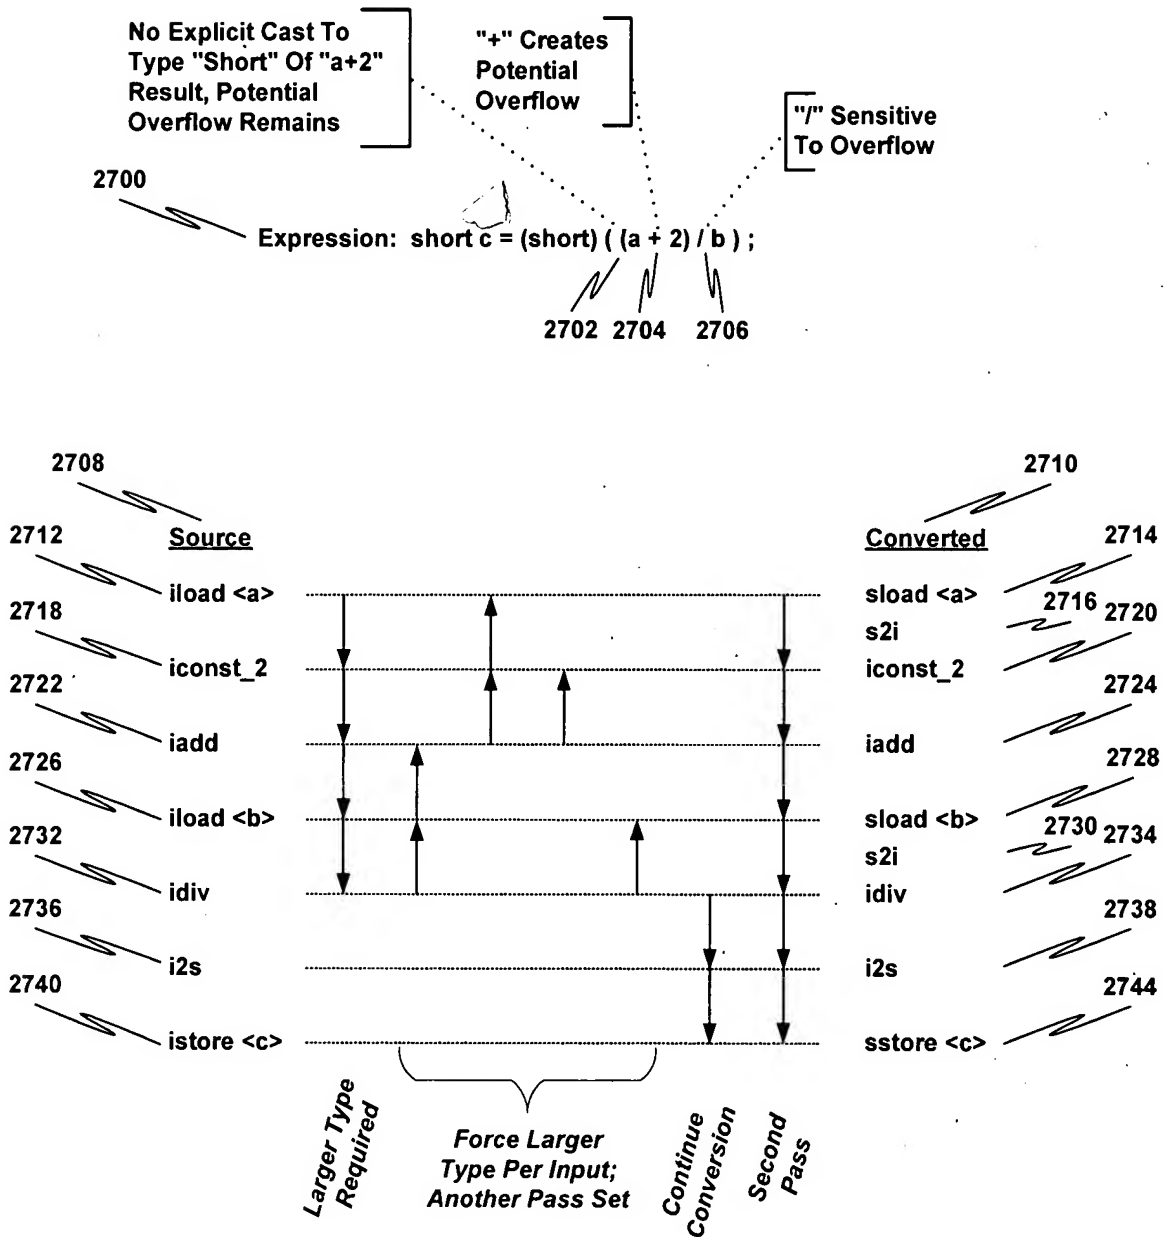 No Explicit Cast To
Type "Short" Of "a+2"
Result, Potential
Overflow Remains
"+" Creates
Potential
Overflow
"/" Sensitive
To Overflow
2700
Expression: short c = (short) ( (a + 2) / b ) ;
2702 2704 2706
2708
2710
2712
Source
Converted
2714
iload <a>
sload <a>
2716
2718
s2i
2720
iconst_2
iconst_2
2722
2724
iadd
iadd
2726
2728
iload <b>
sload <b>
2730
2732
s2i
2734
idiv
idiv
2736
2738
i2s
i2s
2740
2744
istore <c>
sstore <c>
Larger Type
Required
Force Larger
Type Per Input;
Another Pass Set
Continue
Conversion
Second
Pass